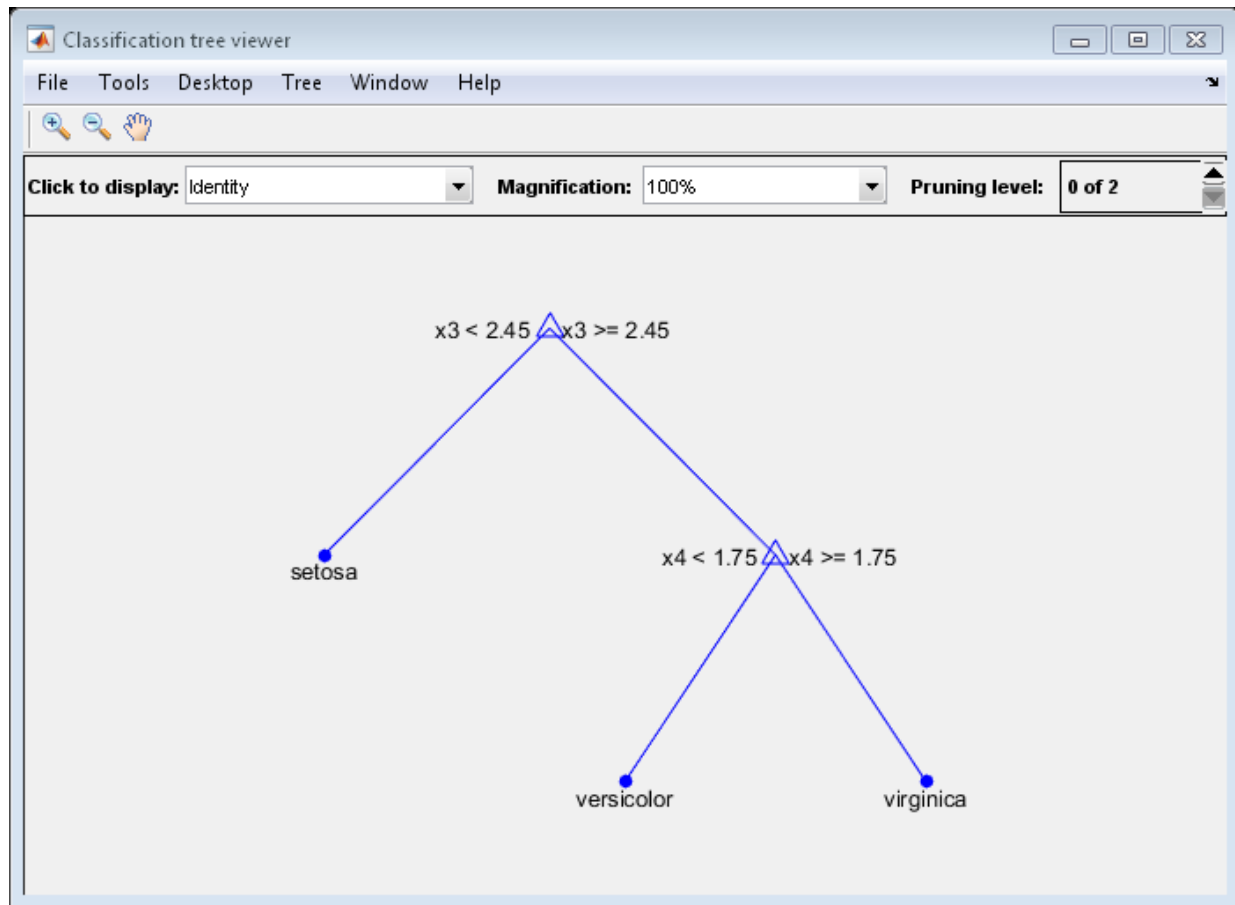 Classification tree viewer
File Tools Desktop Tree Window Help
Click to display: Identity Magnification: 100% Pruning level: 0 of 2
x3 < 2.45 x3 >= 2.45
x4 < 1.75 x4 >= 1.75
setosa
versicolor virginica